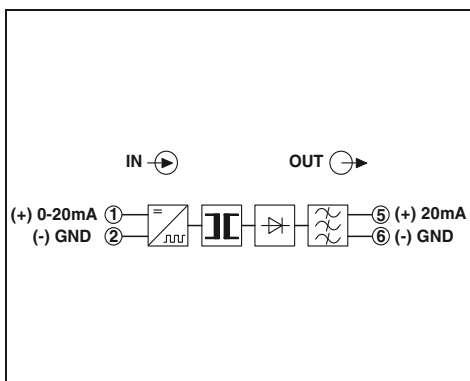 IN OUT
(+) 0-20mA 1 5 (+) 20mA
(-) GND 2 6 (-) GND